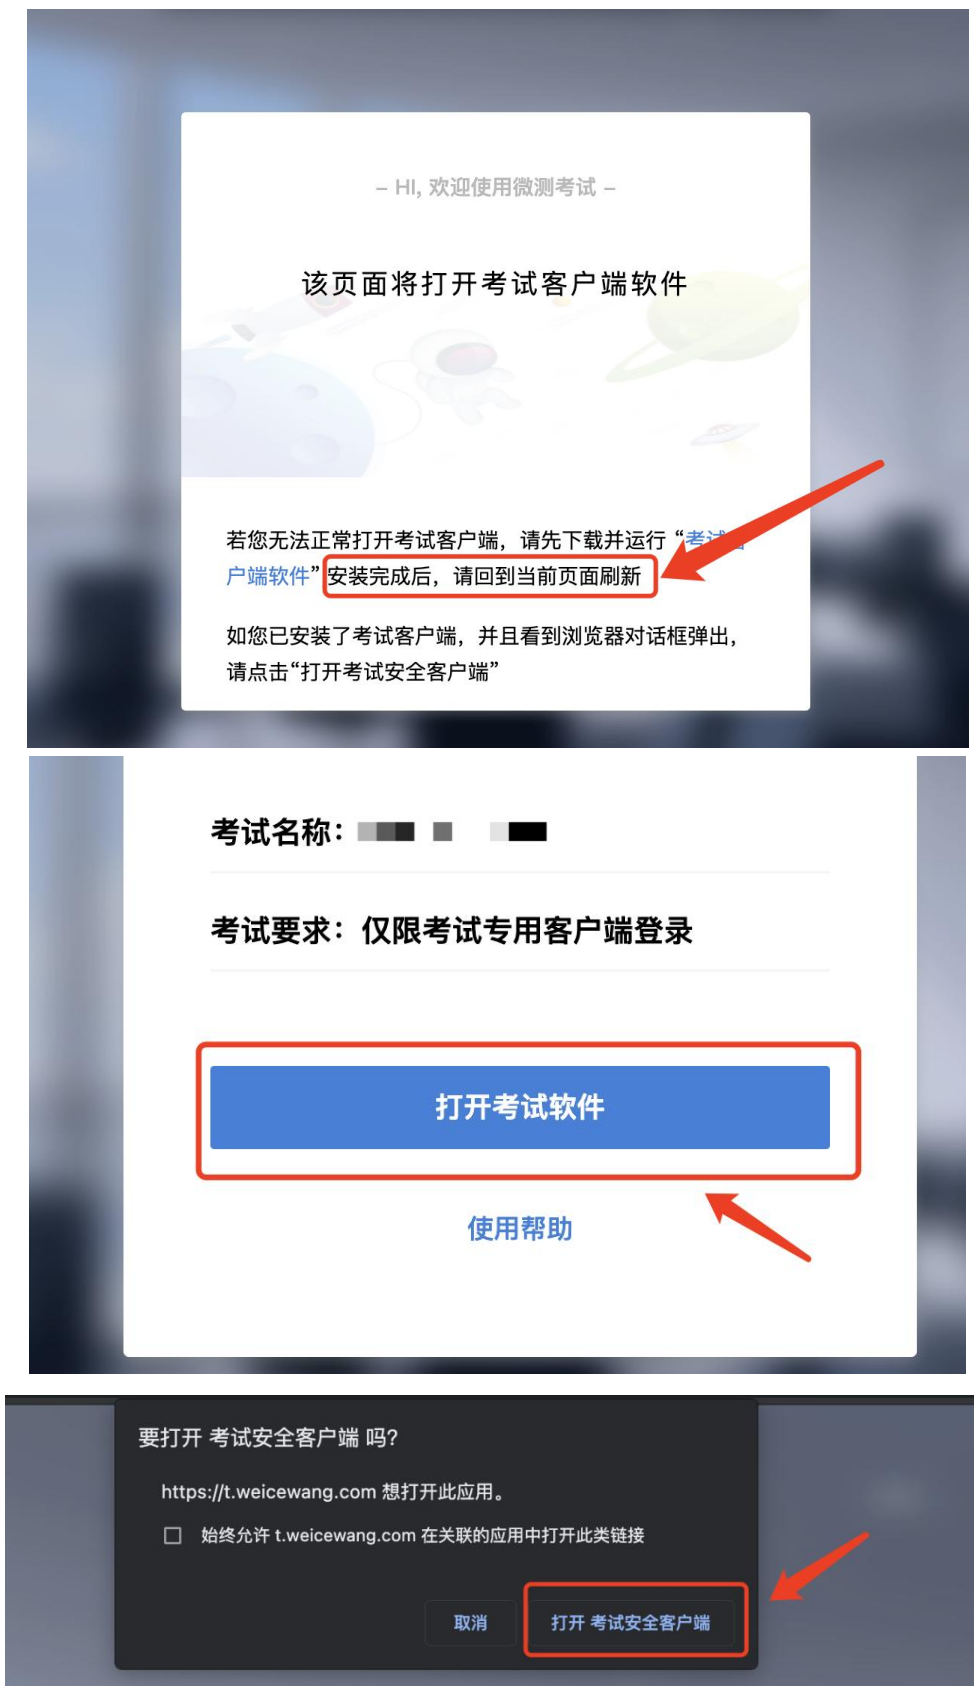 – HI, 欢迎使用微测考试 –
该页面将打开考试客户端软件
若您无法正常打开考试客户端，请先下载并运行 “考试客
户端软件” 安装完成后，请回到当前页面刷新
如您已安装了考试客户端，并且看到浏览器对话框弹出，
请点击“打开考试安全客户端”
考试名称：
考试要求：仅限考试专用客户端登录
打开考试软件
使用帮助
要打开 考试安全客户端 吗?
https://t.weicewang.com 想打开此应用。
始终允许 t.weicewang.com 在关联的应用中打开此类链接
取消
打开 考试安全客户端